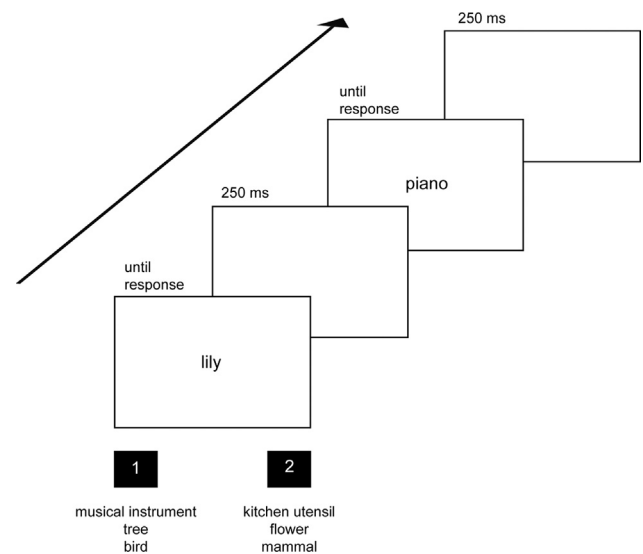 250 ms
until
response
piano
250 ms
until
response
lily
1
2
musical instrument
tree
bird
kitchen utensil
flower
mammal